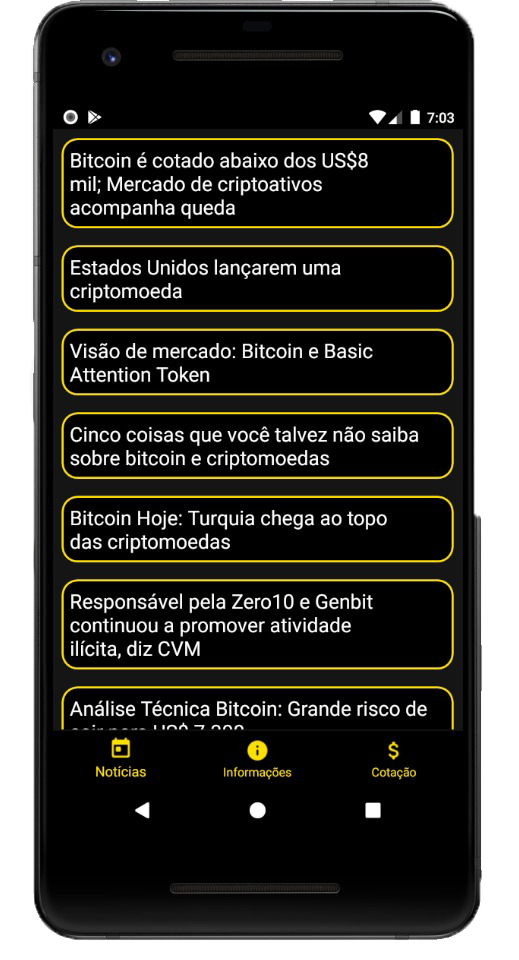 7:03
Bitcoin é cotado abaixo dos US$8
mil; Mercado de criptoativos
acompanha queda
Estados Unidos lançarem uma
criptomoeda
Visão de mercado: Bitcoin e Basic
Attention Token
Cinco coisas que você talvez não saiba
sobre bitcoin e criptomoedas
Bitcoin Hoje: Turquia chega ao topo
das criptomoedas
Responsável pela Zero10 e Genbit
continuou a promover atividade
ilícita, diz CVM
Análise Técnica Bitcoin: Grande risco de
Notícias
Informações
Cotação